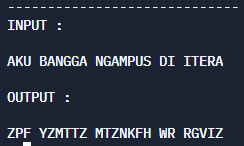 ------------------------------
INPUT :
AKU BANGGA NGAMPUS DI ITERA
OUTPUT :
ZPF YZMTTZ MTZNKFH WR RGVIZ